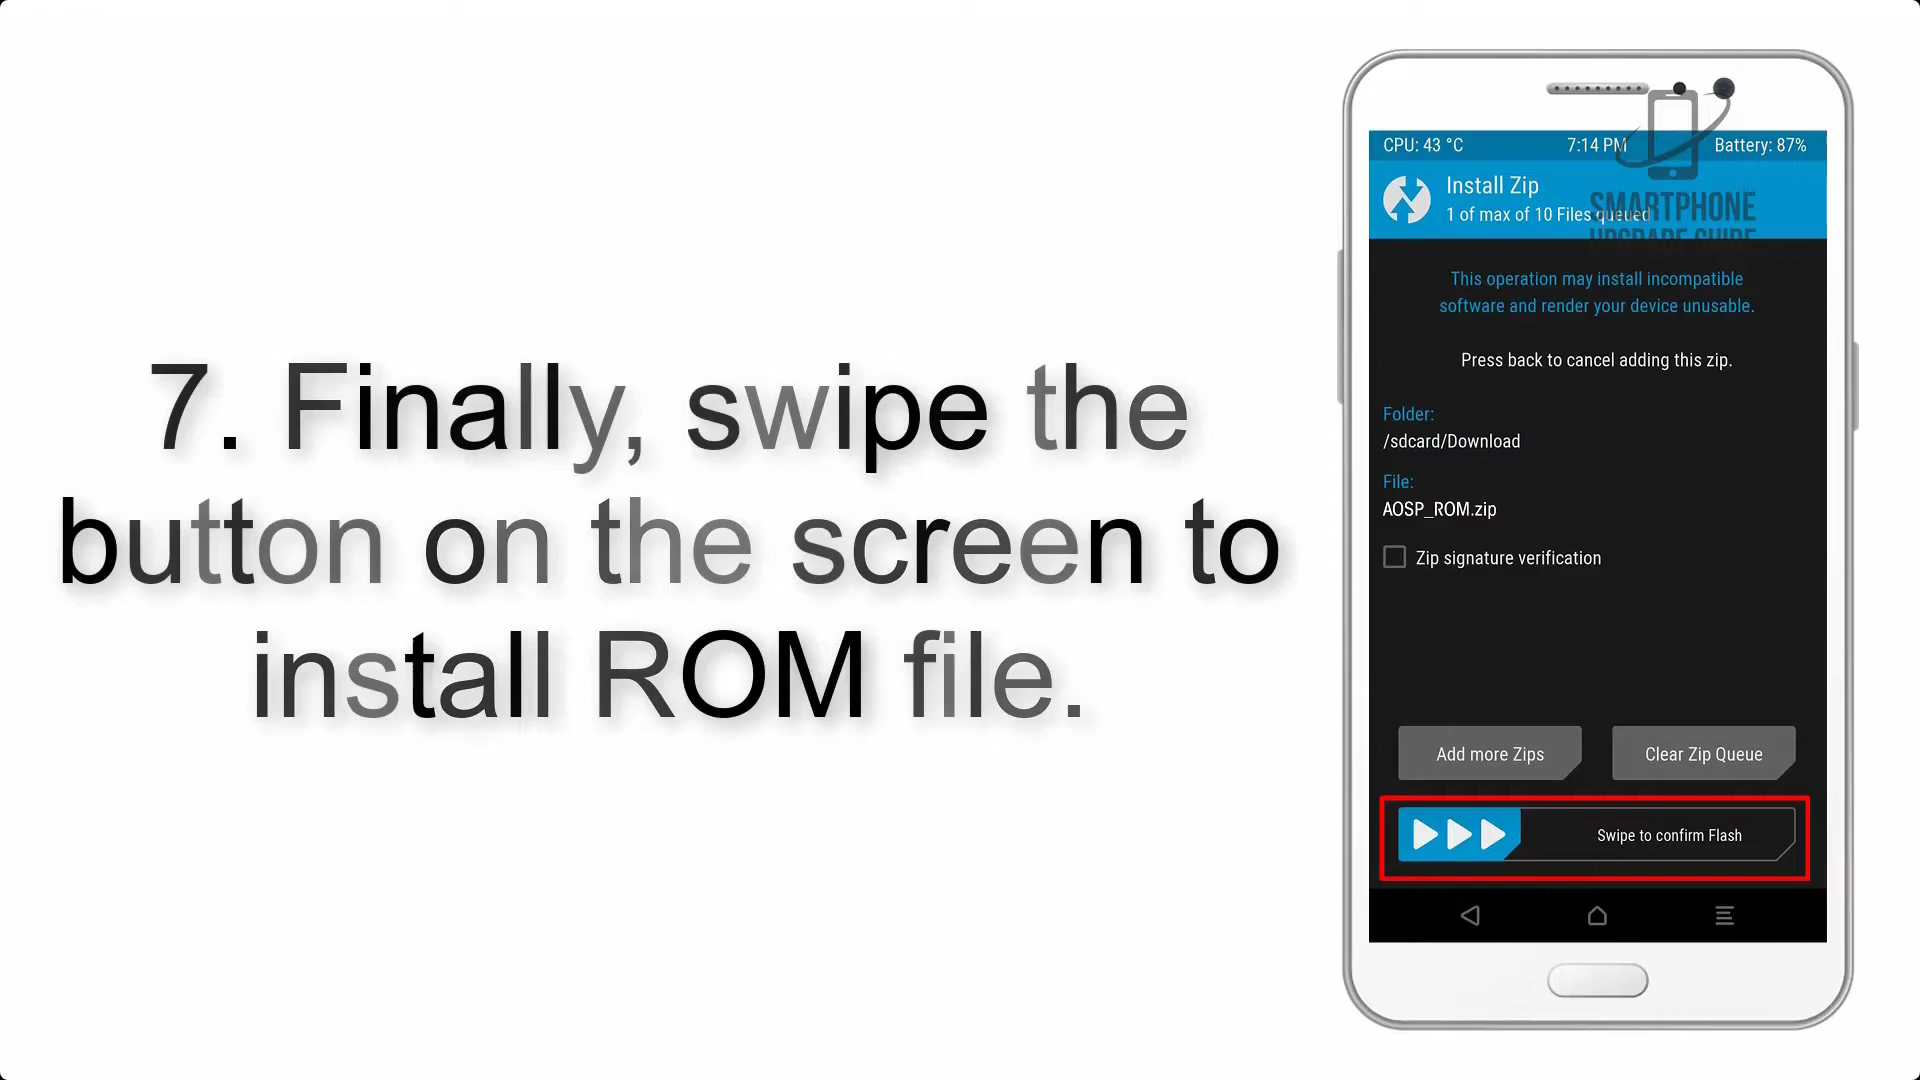 7. Finally, swipe the
button on the screen to
install ROM file.
CPU: 43 °C 7:14 PM Battery: 87%
Install Zip
1 of max of 10 Files queued
SMARTPHONE
UPGRADE GUIDE
This operation may install incompatible
software and render your device unusable.
Press back to cancel adding this zip.
Folder:
/sdcard/Download
File:
AOSP_ROM.zip
Zip signature verification
Add more Zips Clear Zip Queue
Swipe to confirm Flash